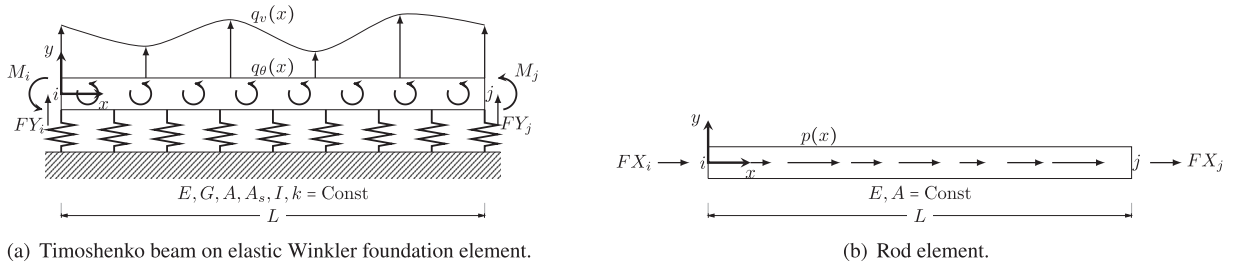 q_v(x)
y
M_i
q_θ(x)
M_j
i
x
j
FY_i
FY_j
E, G, A, A_s, I, k = Const
L
(a) Timoshenko beam on elastic Winkler foundation element.
y
p(x)
FX_i
i
x
j
FX_j
E, A = Const
L
(b) Rod element.